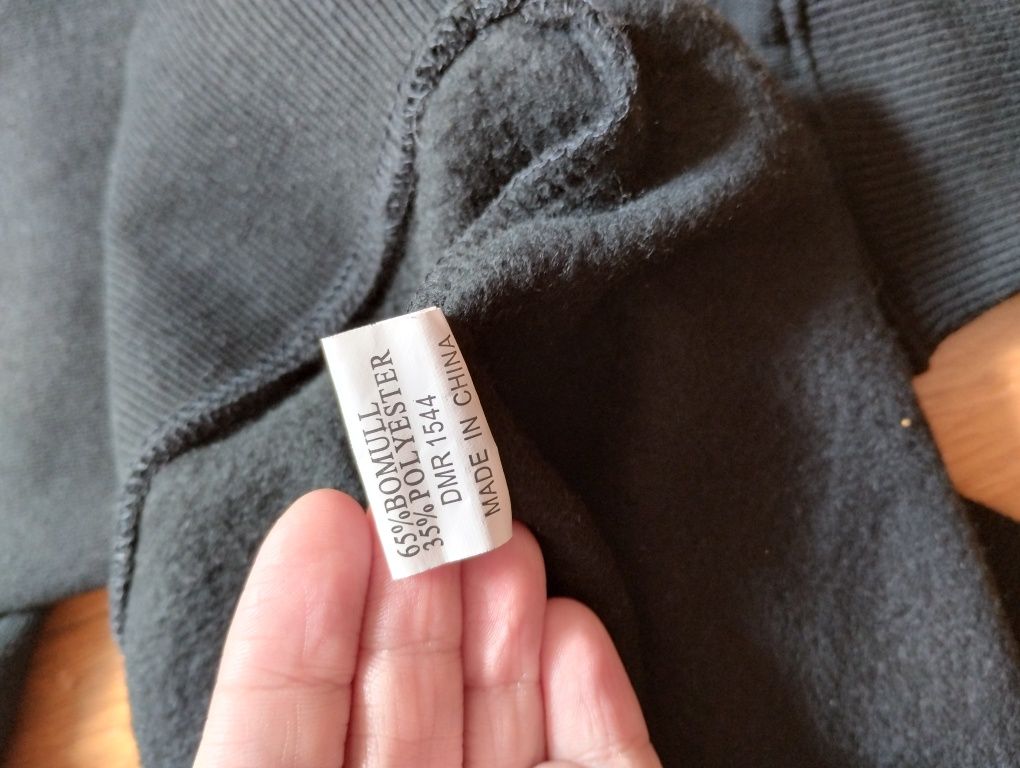 65%BOMULL
35%POLYESTER
DMR 1544
MADE IN CHINA